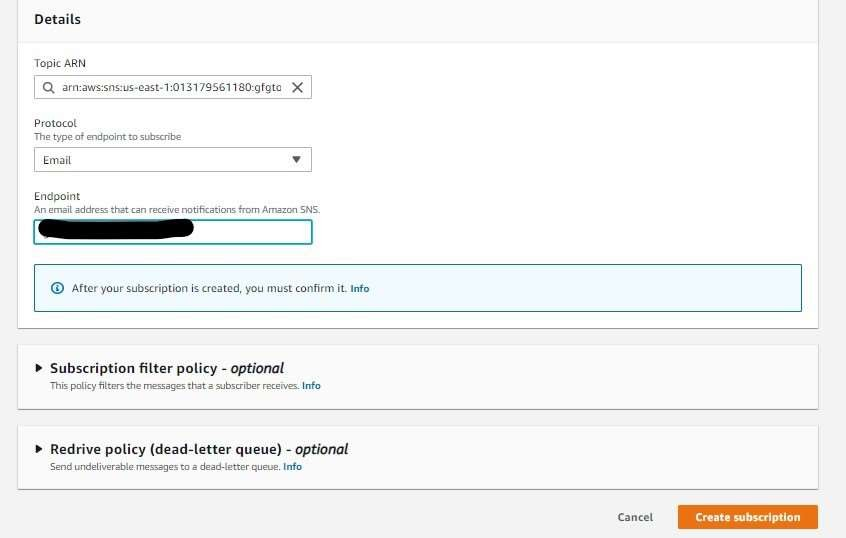 Details
Topic ARN
arn:aws:sns:us-east-1:013179561180:gfgto
Protocol
The type of endpoint to subscribe
Email
Endpoint
An email address that can receive notifications from Amazon SNS.
After your subscription is created, you must confirm it. Info
Subscription filter policy - optional
This policy filters the messages that a subscriber receives. Info
Redrive policy (dead-letter queue) - optional
Send undeliverable messages to a dead-letter queue. Info
Cancel
Create subscription